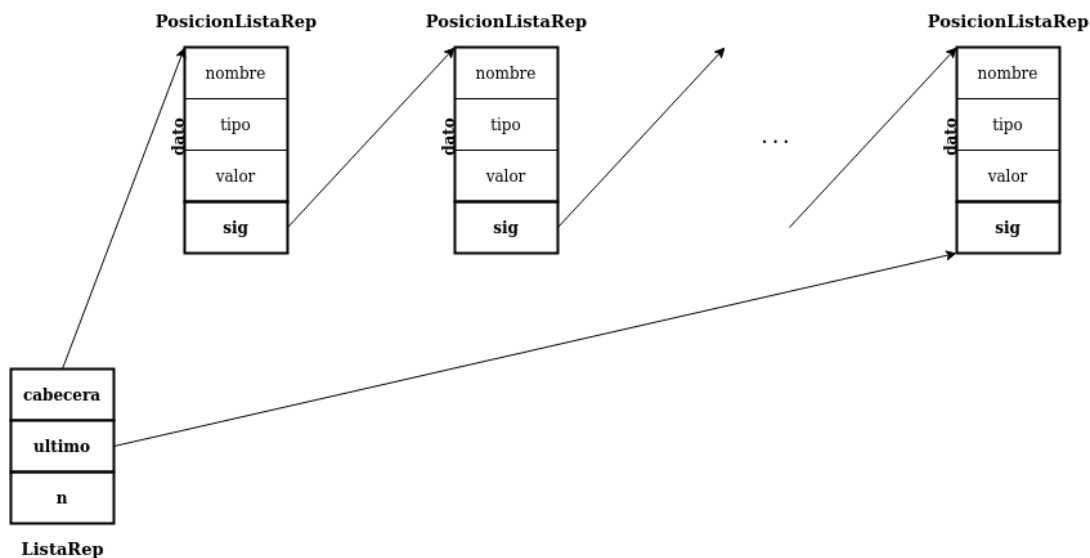 PosicionListaRep
nombre
tipo
valor
sig
dato
PosicionListaRep
nombre
tipo
valor
sig
dato
...
PosicionListaRep
nombre
tipo
valor
sig
dato
cabecera
ultimo
n
ListaRep